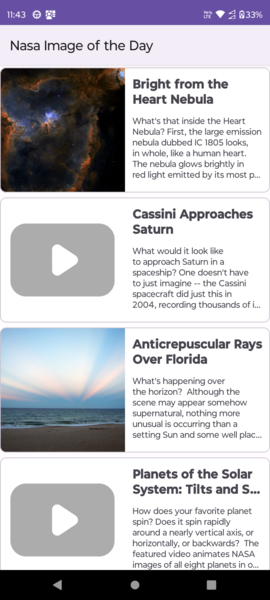 11:43
33%
Nasa Image of the Day
Bright from the
Heart Nebula
What's that inside the Heart
Nebula? First, the large emission
nebula dubbed IC 1805 looks,
in whole, like a human heart.
The nebula glows brightly in
red light emitted by its most p...
Cassini Approaches
Saturn
What would it look like
to approach Saturn in a
spaceship? One doesn't have
to just imagine -- the Cassini
spacecraft did just this in
2004, recording thousands of i...
Anticrepuscular Rays
Over Florida
What's happening over
the horizon? Although the
scene may appear somehow
supernatural, nothing more
unusual is occurring than a
setting Sun and some well plac...
Planets of the Solar
System: Tilts and S...
How does your favorite planet
spin? Does it spin rapidly
around a nearly vertical axis, or
horizontally, or backwards? The
featured video animates NASA
images of all eight planets in o...